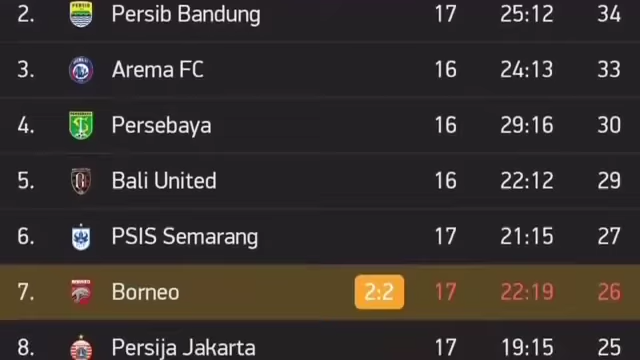 2. Persib Bandung 17 25:12 34
3. Arema FC 16 24:13 33
4. Persebaya 16 29:16 30
5. Bali United 16 22:12 29
6. PSIS Semarang 17 21:15 27
7. Borneo 2:2 17 22:19 26
8. Persija Jakarta 17 19:15 25